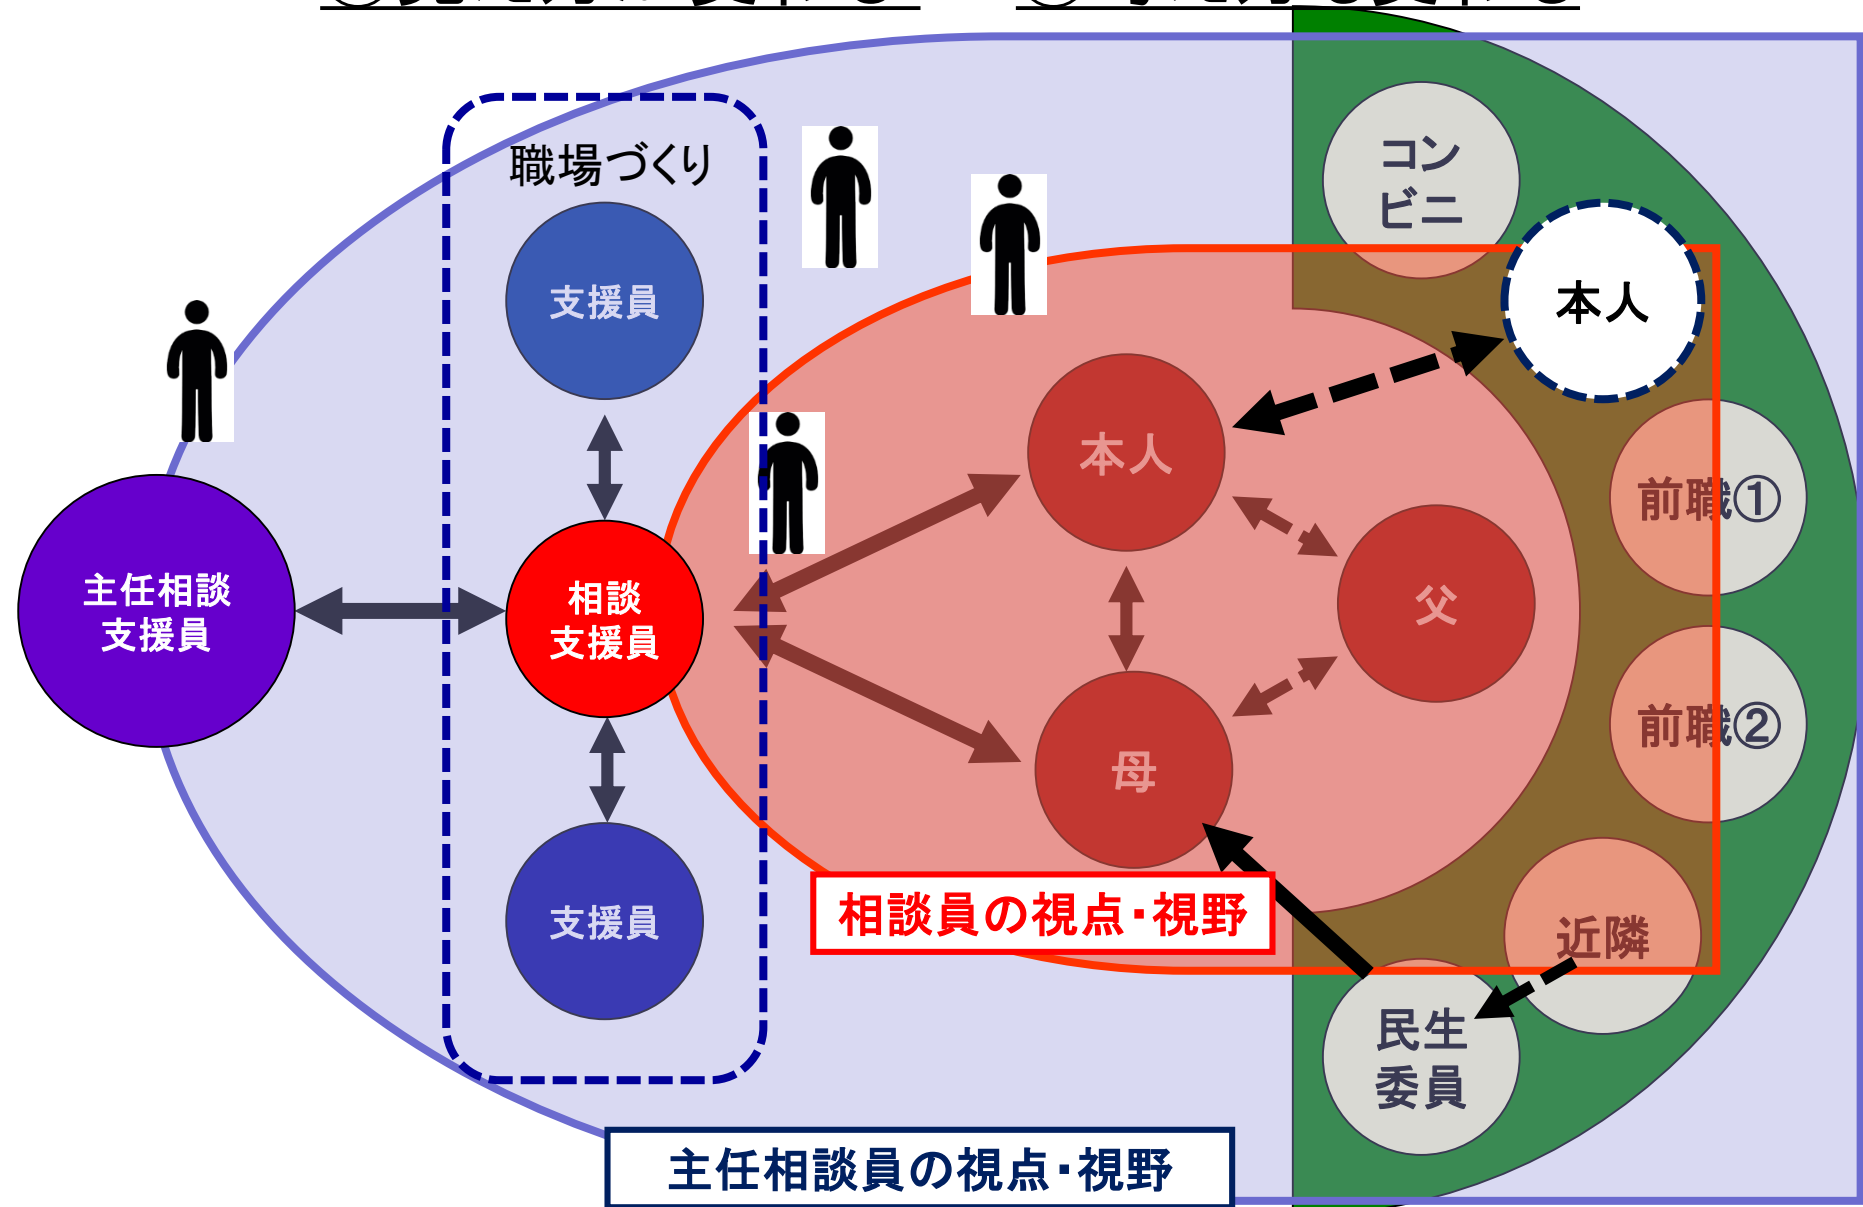 職場づくり
支援員
コン
ビニ
本人
本人
前職①
主任相談
支援員
相談
支援員
父
前職②
母
支援員
相談員の視点・視野
近隣
民生
委員
主任相談員の視点・視野